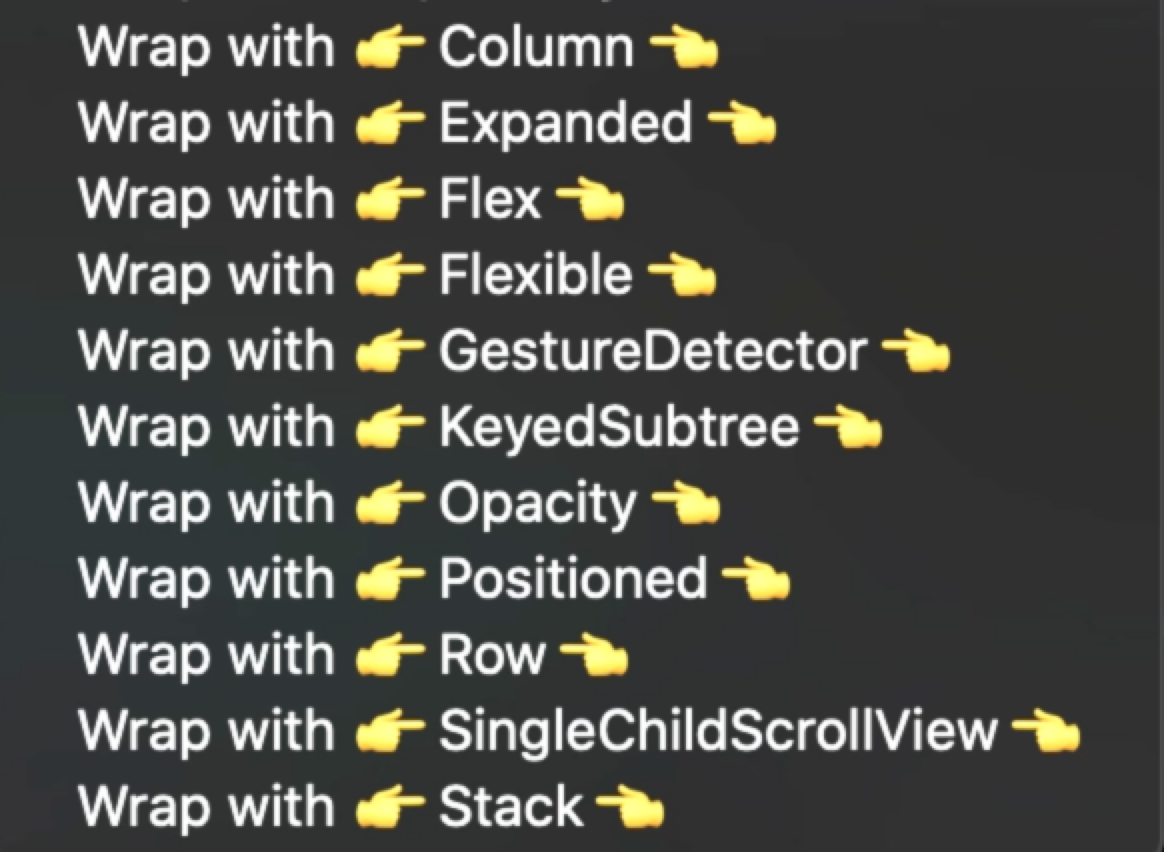 Wrap with 👉 Column 👈
Wrap with 👉 Expanded 👈
Wrap with 👉 Flex 👈
Wrap with 👉 Flexible 👈
Wrap with 👉 GestureDetector 👈
Wrap with 👉 KeyedSubtree 👈
Wrap with 👉 Opacity 👈
Wrap with 👉 Positioned 👈
Wrap with 👉 Row 👈
Wrap with 👉 SingleChildScrollView 👈
Wrap with 👉 Stack 👈